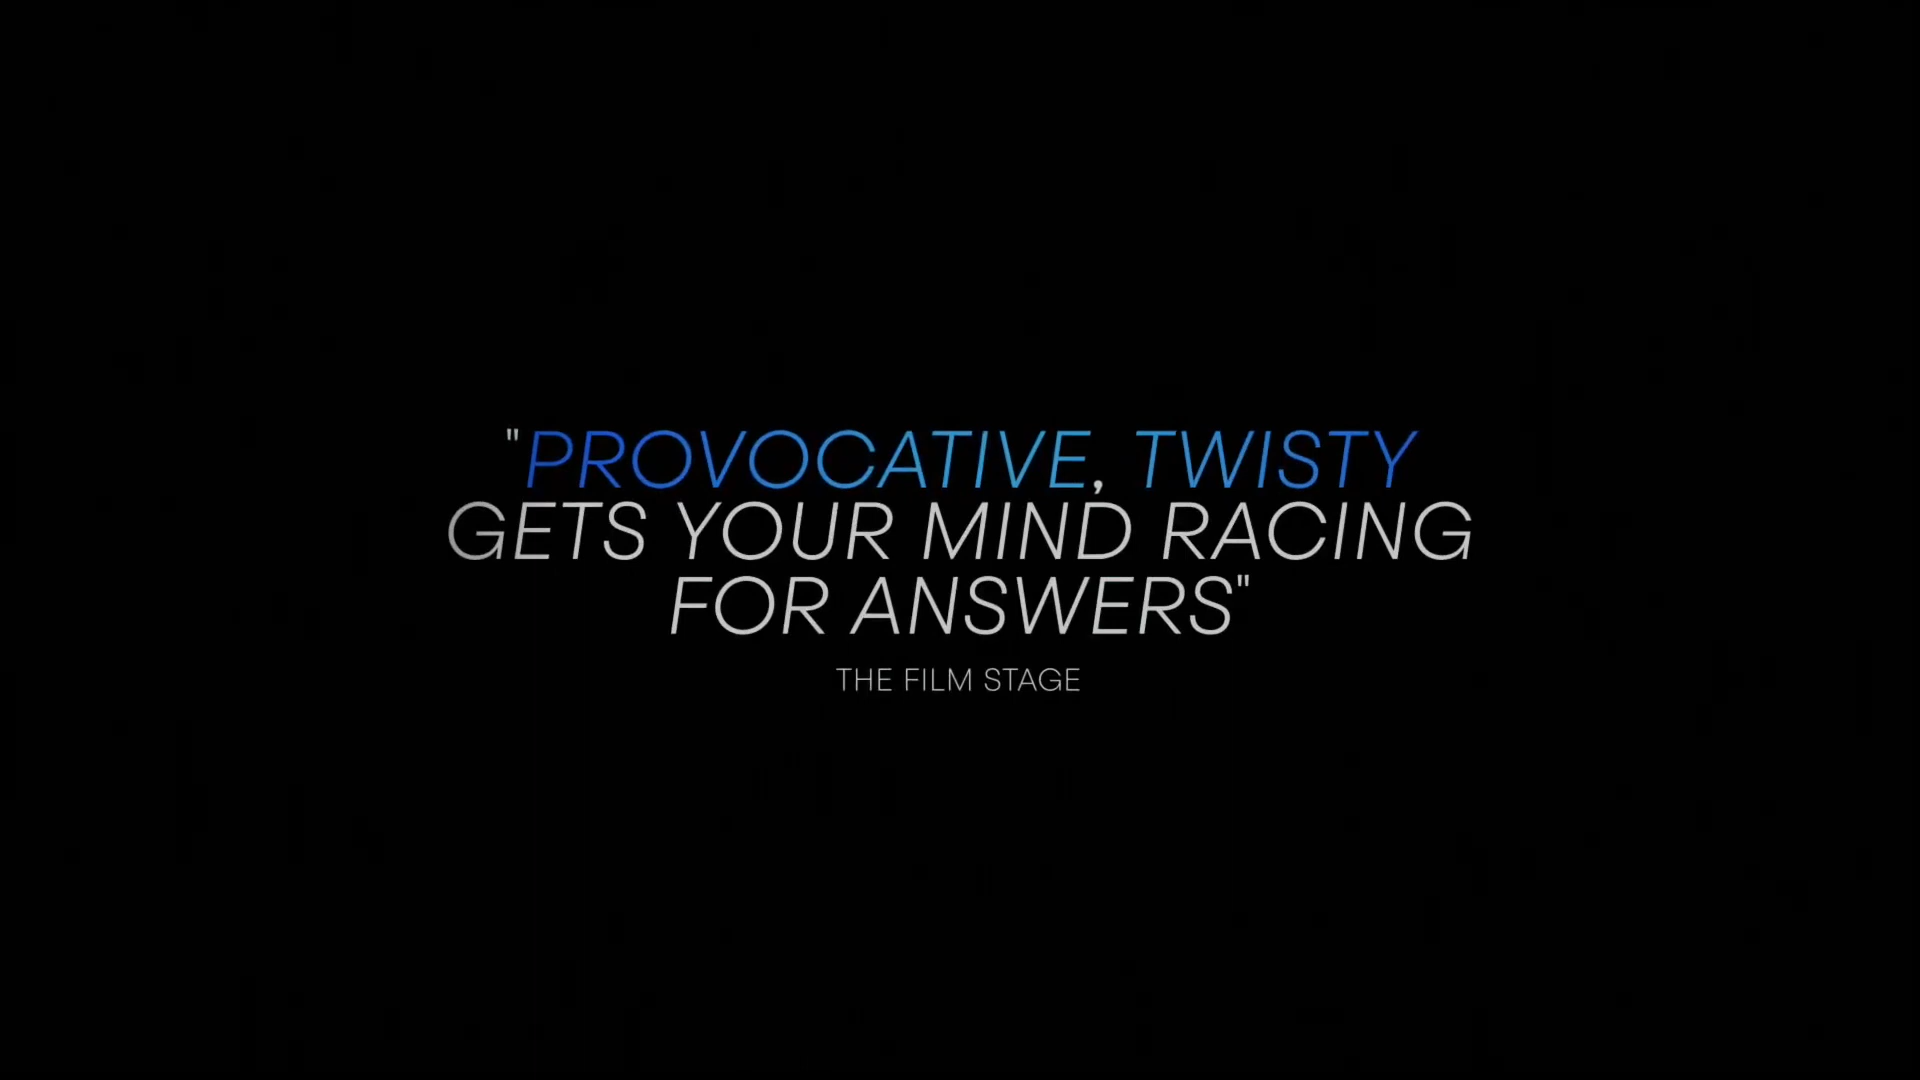 "PROVOCATIVE, TWISTY
GETS YOUR MIND RACING
FOR ANSWERS"
THE FILM STAGE